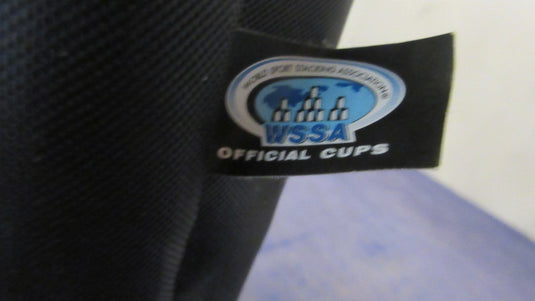 WORLD SPORT STACKING ASSOCIATION®
WSSA
OFFICIAL CUPS